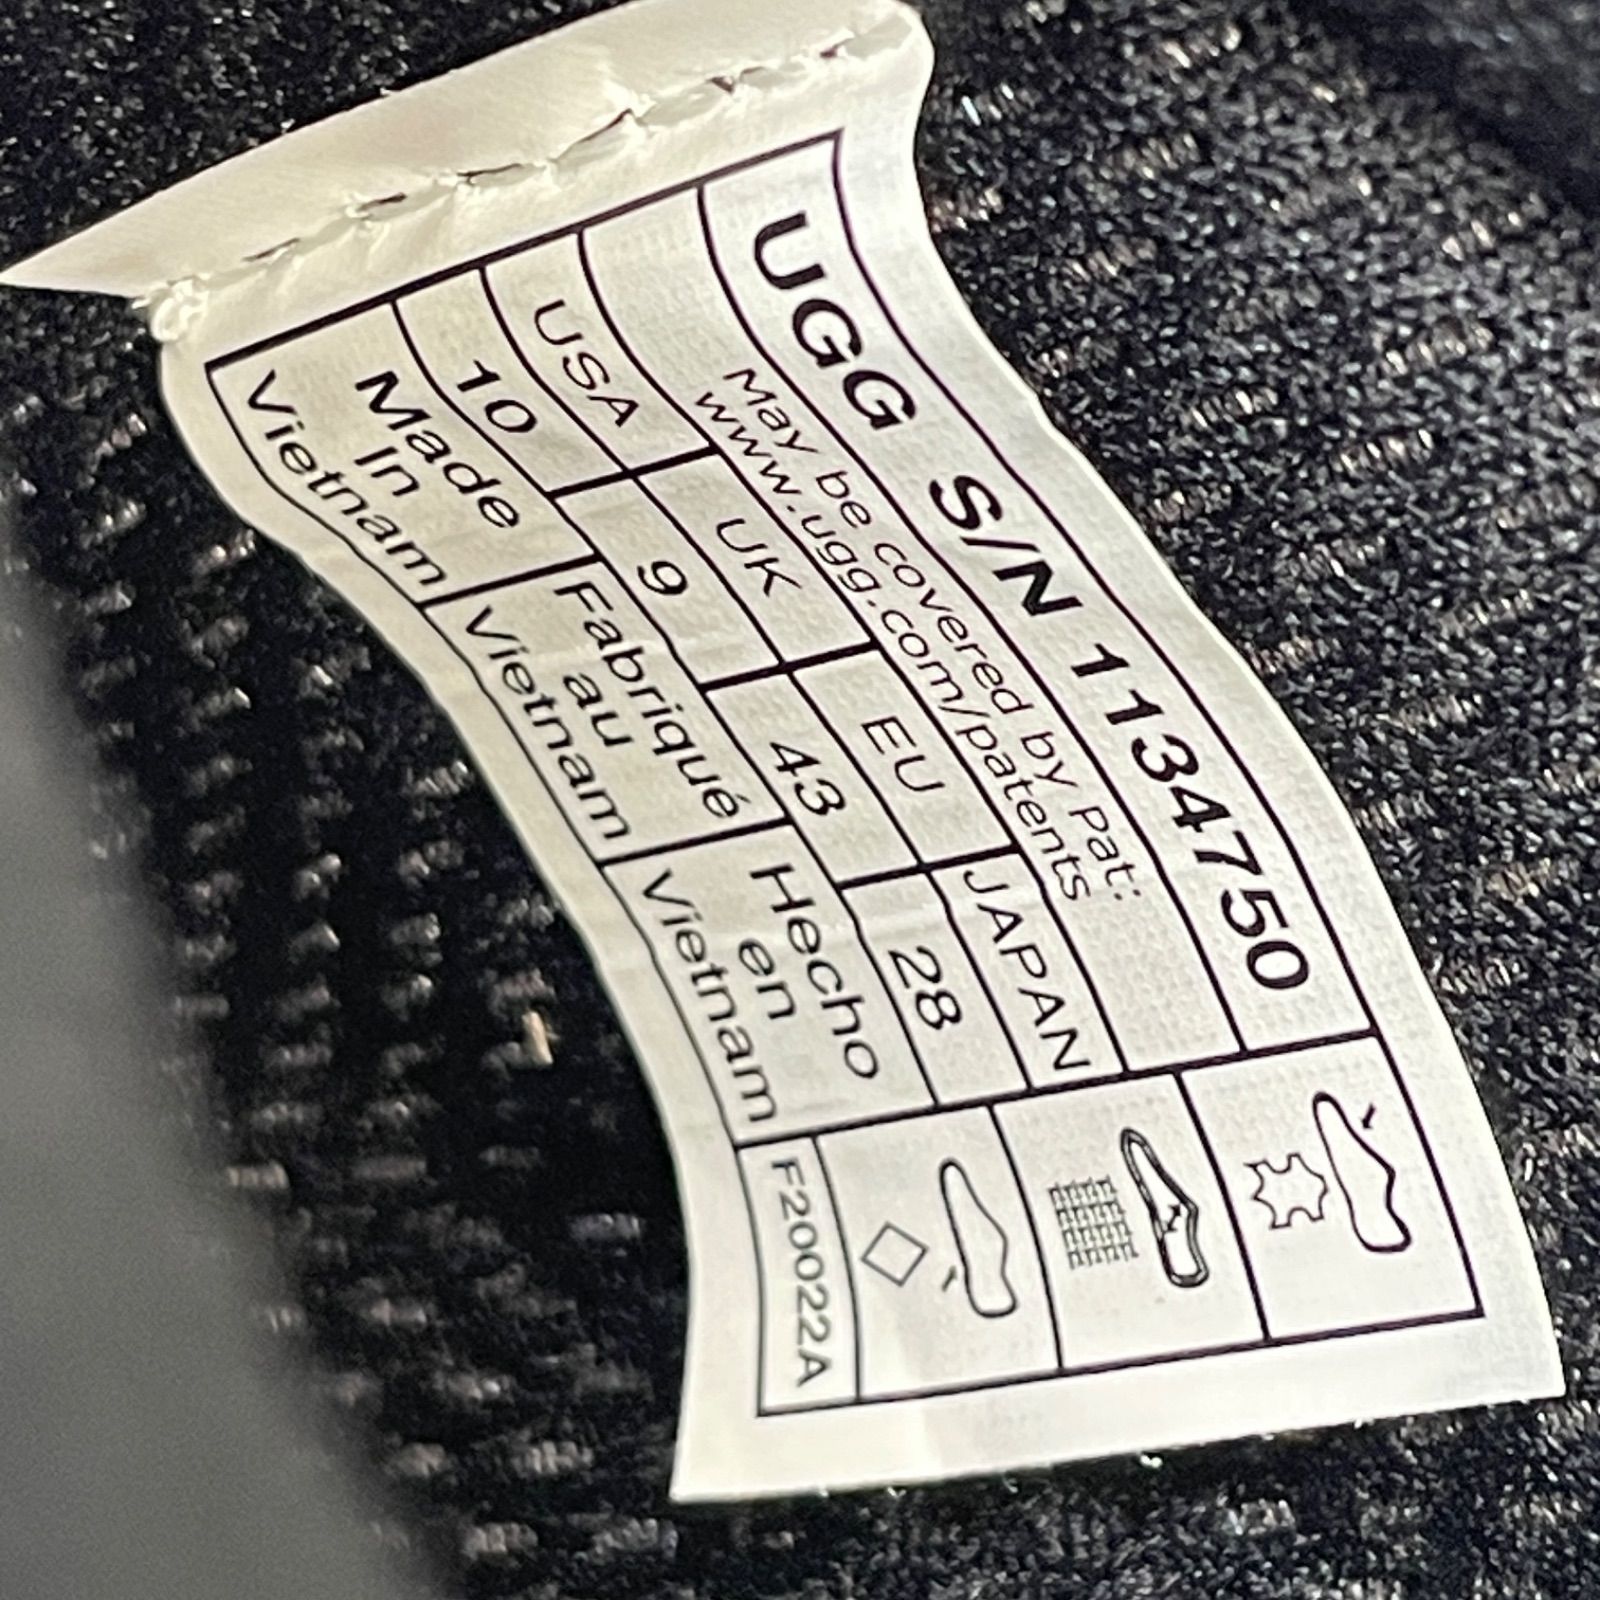 UGG S/N 1134750
May be covered by Pat:
www.ugg.com/patents
USA UK EU JAPAN
10 9 43 28
Made Fabriqué Hecho
In au en
Vietnam Vietnam Vietnam
F20022A